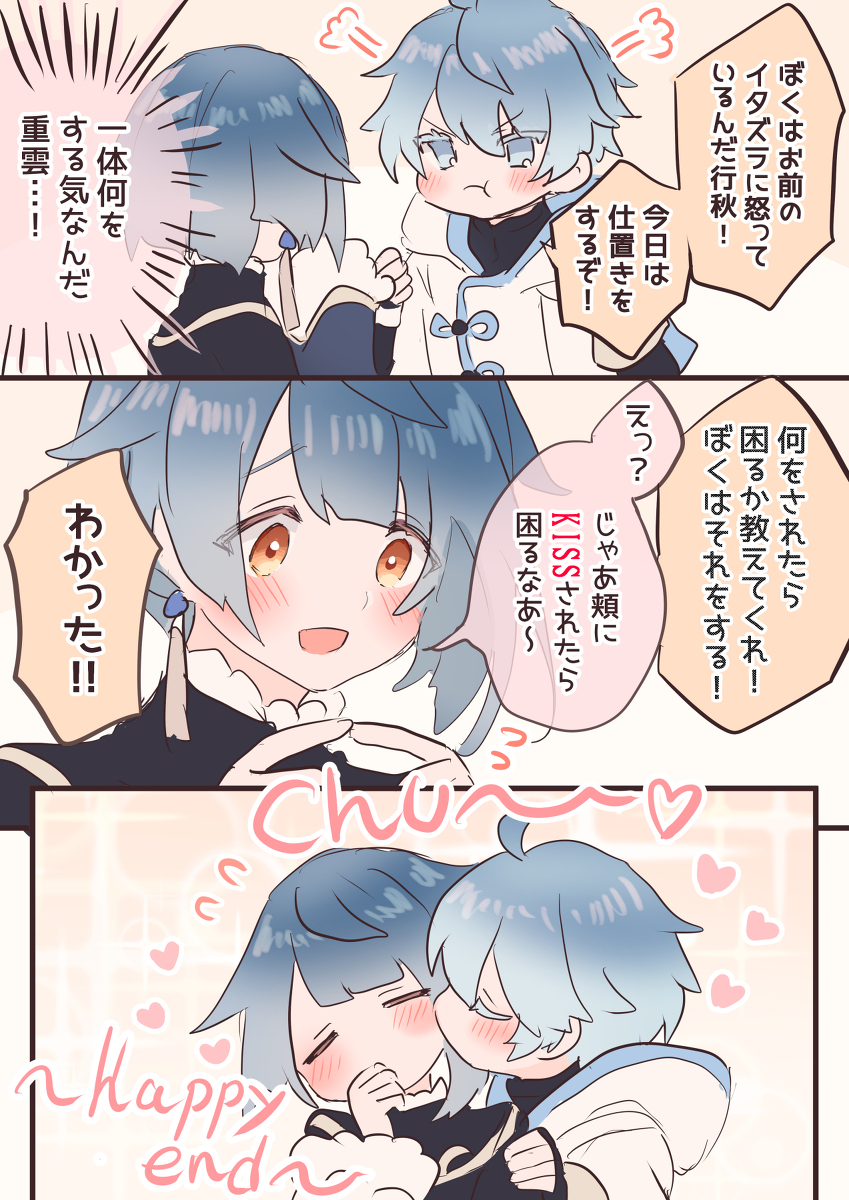 ぼくはお前の
イタズラに怒って
いるんだ行秋！
今日は
仕置きを
するぞ！
一体何を
する気なんだ
重雲…！
何をされたら
困るか教えてくれ！
ぼくはそれをする！
えっ？
じゃあ頬に
KISSされたら
困るなあ～
わかった!!
Chu～♡
～Happy
end～